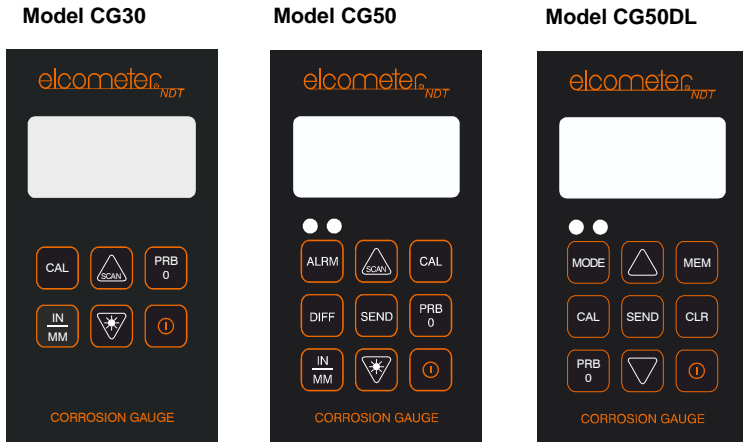 Model CG30
Model CG50
Model CG50DL
elcometer®
NDT
CAL
SCAN
PRB
0
IN
MM
CORROSION GAUGE
elcometer®
NDT
ALRM
SCAN
CAL
DIFF
SEND
PRB
0
IN
MM
CORROSION GAUGE
elcometer®
NDT
MODE
MEM
CAL
SEND
CLR
PRB
0
CORROSION GAUGE